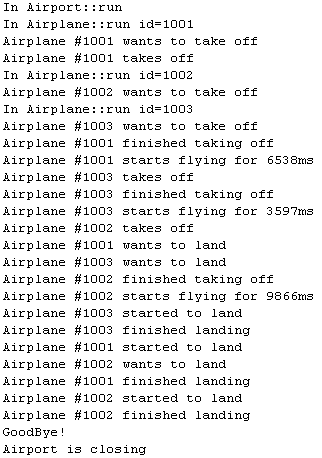 In Airport::run
In Airplane::run id=1001
Airplane #1001 wants to take off
Airplane #1001 takes off
In Airplane::run id=1002
Airplane #1002 wants to take off
In Airplane::run id=1003
Airplane #1003 wants to take off
Airplane #1001 finished taking off
Airplane #1001 starts flying for 6538ms
Airplane #1003 takes off
Airplane #1003 finished taking off
Airplane #1003 starts flying for 3597ms
Airplane #1002 takes off
Airplane #1001 wants to land
Airplane #1003 wants to land
Airplane #1002 finished taking off
Airplane #1002 starts flying for 9866ms
Airplane #1003 started to land
Airplane #1003 finished landing
Airplane #1001 started to land
Airplane #1002 wants to land
Airplane #1001 finished landing
Airplane #1002 started to land
Airplane #1002 finished landing
GoodBye!
Airport is closing